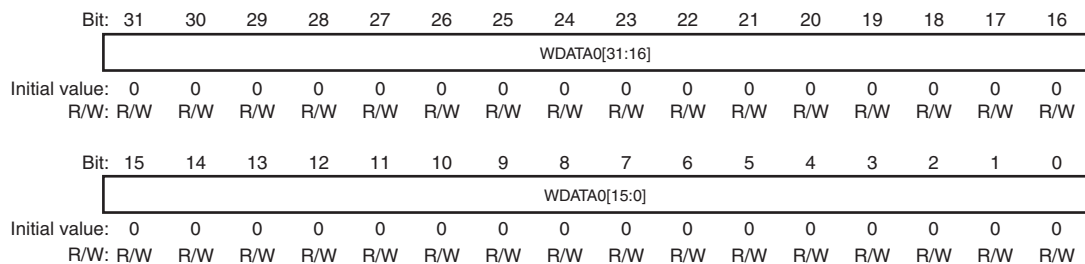 Bit: 31 30 29 28 27 26 25 24 23 22 21 20 19 18 17 16
WDATA0[31:16]
Initial value: 0 0 0 0 0 0 0 0 0 0 0 0 0 0 0 0
R/W: R/W R/W R/W R/W R/W R/W R/W R/W R/W R/W R/W R/W R/W R/W R/W R/W
Bit: 15 14 13 12 11 10 9 8 7 6 5 4 3 2 1 0
WDATA0[15:0]
Initial value: 0 0 0 0 0 0 0 0 0 0 0 0 0 0 0 0
R/W: R/W R/W R/W R/W R/W R/W R/W R/W R/W R/W R/W R/W R/W R/W R/W R/W